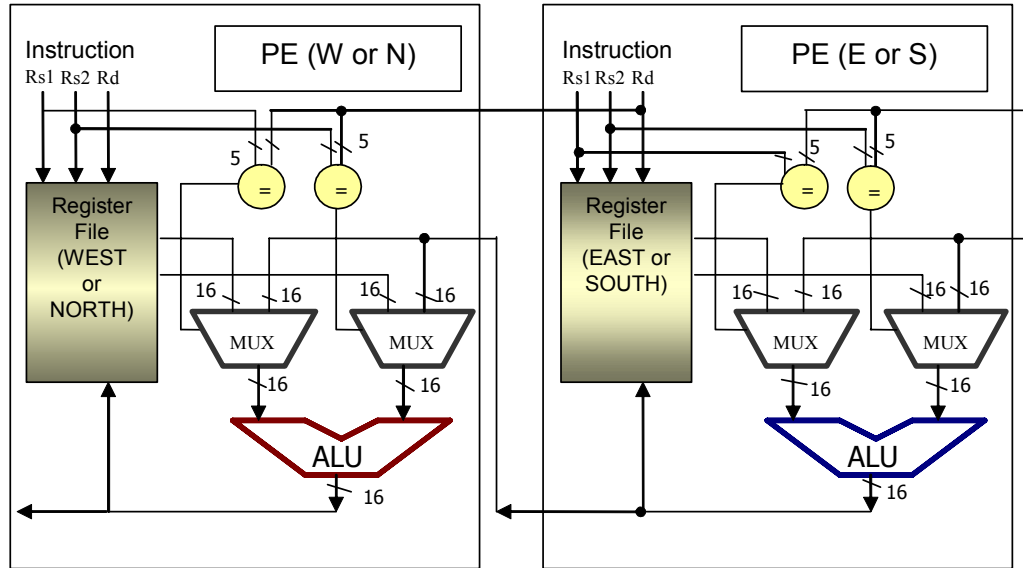 Instruction
Rs1 Rs2 Rd
PE (W or N)
5
5
=
=
Register
File
(WEST
or
NORTH)
16
16
16
16
MUX
MUX
16
16
ALU
16
Instruction
Rs1 Rs2 Rd
PE (E or S)
5
5
=
=
Register
File
(EAST or
SOUTH)
16
16
16
16
MUX
MUX
16
16
ALU
16